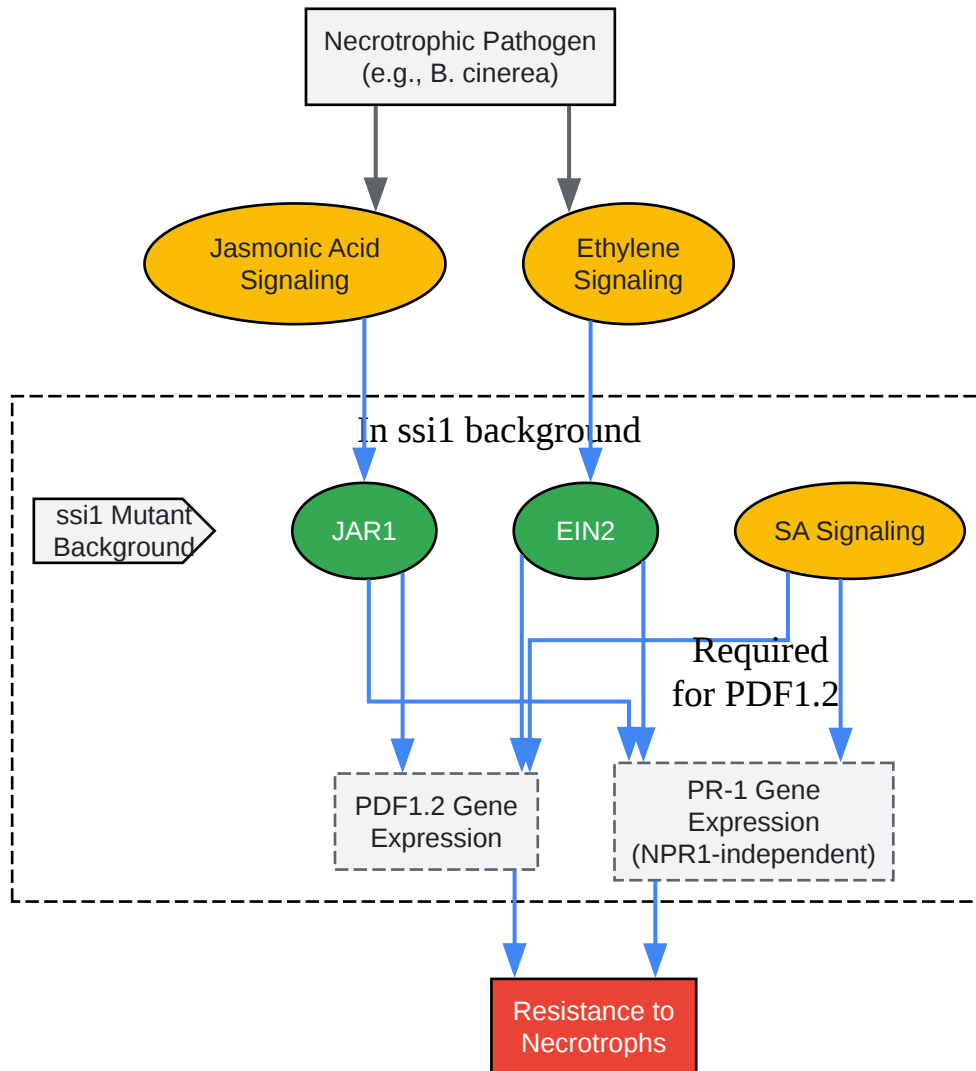 Necrotrophic Pathogen
(e.g., B. cinerea)
Jasmonic Acid
Signaling
Ethylene
Signaling
In ssi1 background
ssi1 Mutant
Background
JAR1
EIN2
SA Signaling
Required
for PDF1.2
PDF1.2 Gene
Expression
PR-1 Gene
Expression
(NPR1-independent)
Resistance to
Necrotrophs